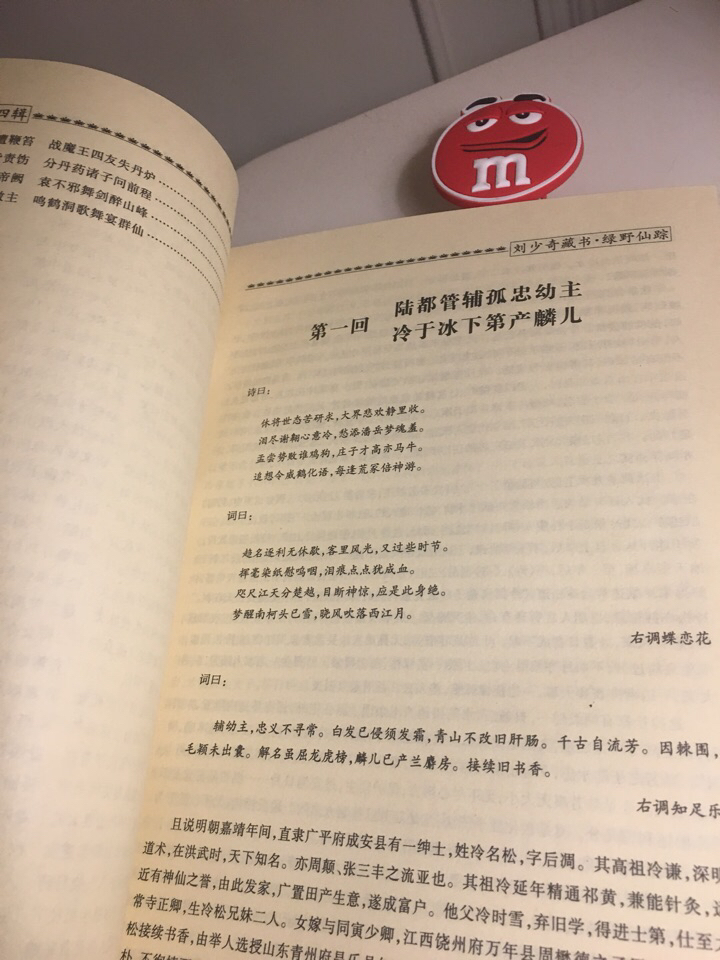 四辑
鞭笞 战魔王四友失丹炉
责饬 分丹药诸子问前程
帝阙 袁不邪舞剑醉山峰
主 鸣鹤洞歌舞宴群仙
m
刘少奇藏书·绿野仙踪
第一回 陆都管辅孤忠幼主
冷于冰下第产麟儿
诗曰：
休将世态苦研求，大界悲欢静里收。
泪尽谢翱心意冷，愁添潘岳梦魂羞。
孟尝势败谁鸡狗，庄子才高亦马牛。
追想令威鹤化语，每逢荒冢倍神游。
词曰：
趋名逐利无休歇，客里风光，又过些时节。
挥毫染纸慰呜咽，泪痕点点犹成血。
咫尺江天分楚越，目断神惊，应是此身绝。
梦醒南柯头已雪，晓风吹落西江月。
右调蝶恋花
词曰：
辅幼主，忠义不寻常。白发已侵须发霜，青山不改旧肝肠。千古自流芳。因棘围，
毛颖未出囊。解名虽屈龙虎榜，麟儿已产兰麝房。接续旧书香。
右调知足乐
且说明朝嘉靖年间，直隶广平府成安县有一绅士，姓冷名松，字后凋。其高祖冷谦，深明
道术，在洪武时，天下知名。亦周颠、张三丰之流亚也。其祖冷延年精通祁黄，兼能针灸，
近有神仙之誉，由此发家，广置田产生意，遂成富户。他父冷时雪，弃旧学，得进士第，仕至
常寺正卿，生冷松兄妹二人。女嫁与同寅少卿，江西饶州府万年县周懋德之子
松接续书香，由举人选授山东青州府昌乐县
朴，不徇情面